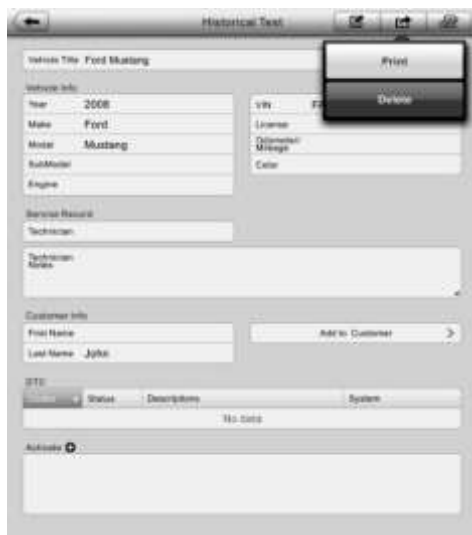 Historical Test
Vehicle Title Ford Mustang
Print
Delete
Vehicle Info
Year 2008
Make Ford
Model Mustang
SubModel
Engine
VIN
License
Odometer/
Mileage
Color
Service Record
Technician
Technician
Notes
Customer Info
First Name
Last Name John
Add to Customer
DTC
Status Descriptions System
No data
Activate